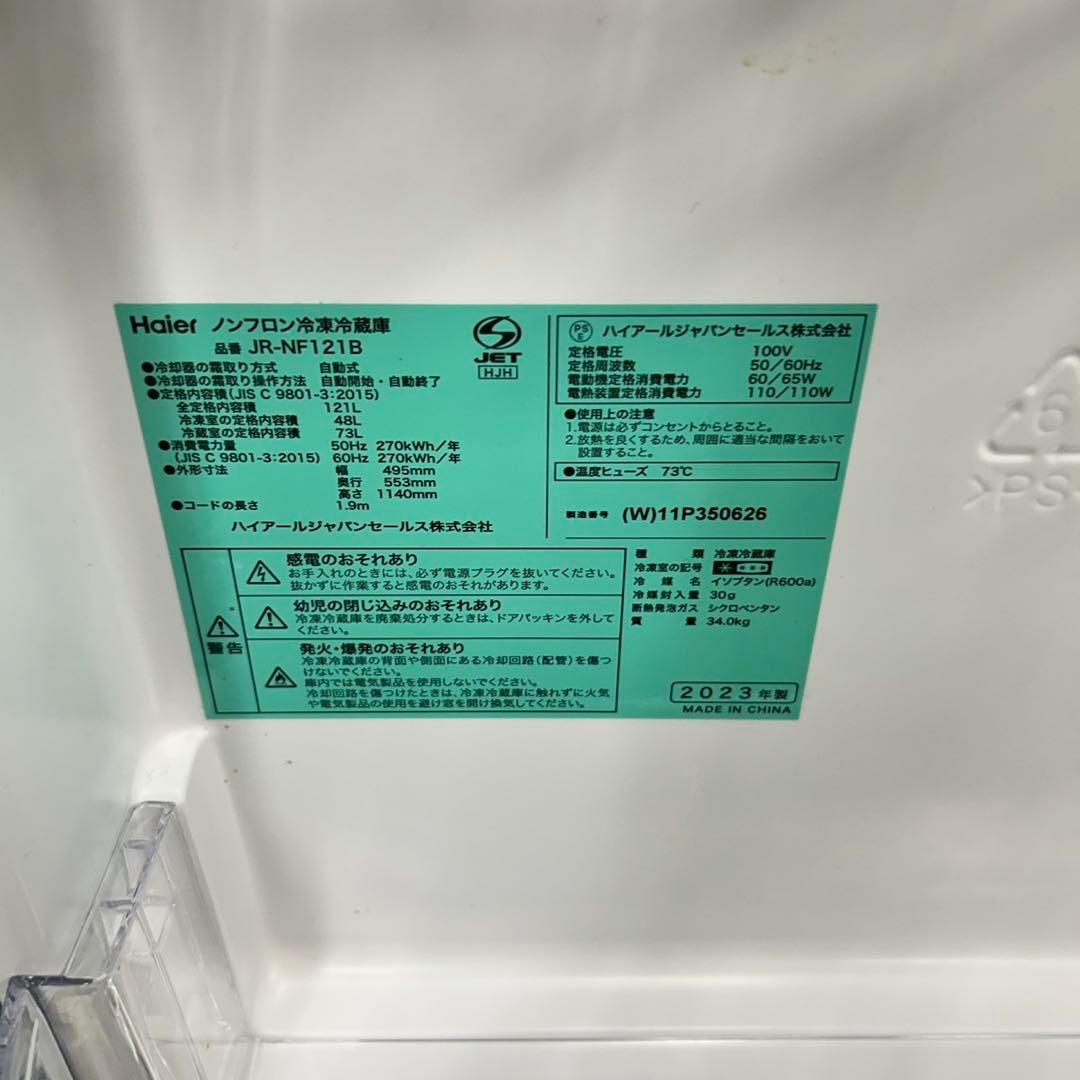 Haier ノンフロン冷凍冷蔵庫
品番 JR-NF121B
●冷却器の霜取り方式 自動式
●冷却器の霜取り操作方法 自動開始・自動終了
●定格内容積(JIS C 9801-3:2015)
全定格内容積 121L
冷凍室の定格内容積 48L
冷蔵室の定格内容積 73L
●消費電力量 50Hz 270kWh/年
(JIS C 9801-3:2015) 60Hz 270kWh/年
●外形寸法 幅 495mm
奥行 553mm
高さ 1140mm
●コードの長さ 1.9m
ハイアールジャパンセールス株式会社
JET
HJH
PSE ハイアールジャパンセールス株式会社
定格電圧 100V
定格周波数 50/60Hz
電動機定格消費電力 60/65W
電熱装置定格消費電力 110/110W
●使用上の注意
1.電源は必ずコンセントからとること。
2.放熱を良くするため、周囲に適当な間隔をおいて
設置すること。
●温度ヒューズ 73℃
製造番号 (W)11P350626
警告
感電のおそれあり
お手入れのときには、必ず電源プラグを抜いてください。
抜かずに作業すると感電のおそれがあります。
幼児の閉じ込めのおそれあり
冷凍冷蔵庫を廃棄処分するときは、ドアパッキンを外して
ください。
発火・爆発のおそれあり
冷凍冷蔵庫の背面や側面にある冷却回路(配管)を傷つ
けないでください。
庫内では電気製品を使用しないでください。
冷却回路を傷つけたときは、冷凍冷蔵庫に触れずに火気
や電気製品の使用を避け窓を開け換気してください。
種類 冷凍冷蔵庫
冷凍室の記号
冷媒名 イソブタン(R600a)
冷媒封入量 30g
断熱発泡ガス シクロペンタン
質量 34.0kg
2023年製
MADE IN CHINA
6
>PS